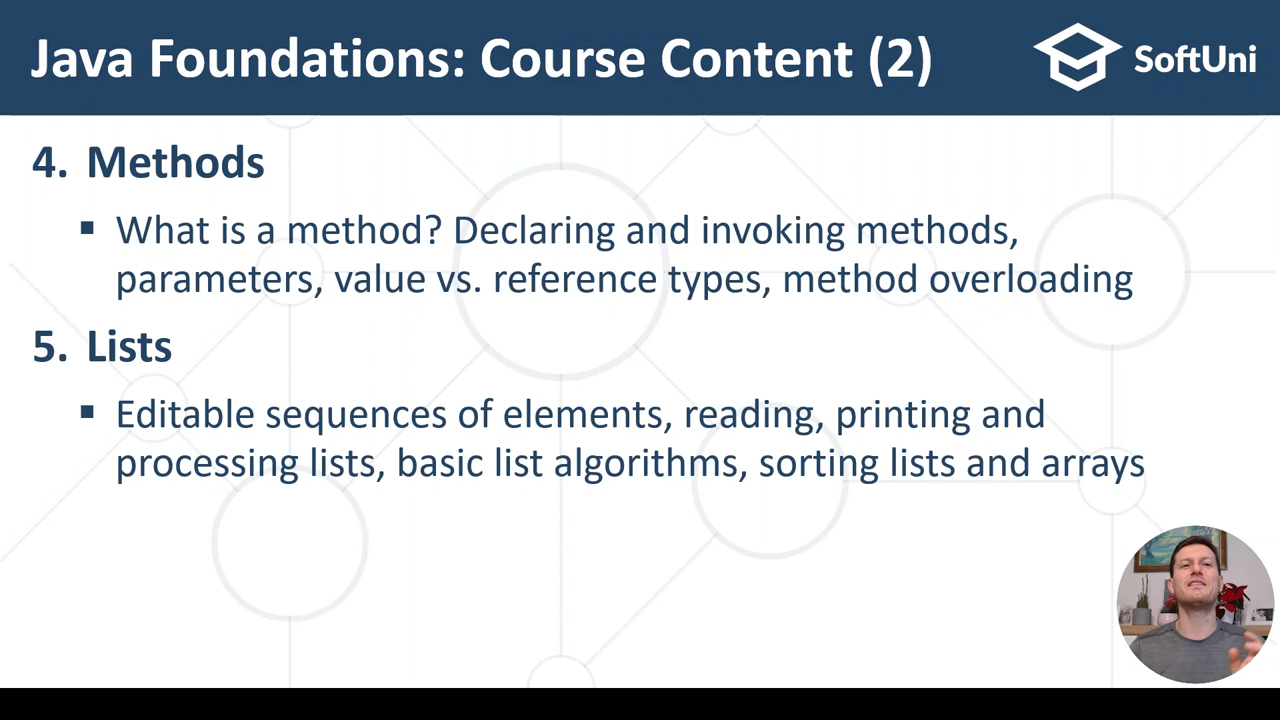 Java Foundations: Course Content (2)
SoftUni
4. Methods
▪ What is a method? Declaring and invoking methods,
parameters, value vs. reference types, method overloading
5. Lists
▪ Editable sequences of elements, reading, printing and
processing lists, basic list algorithms, sorting lists and arrays